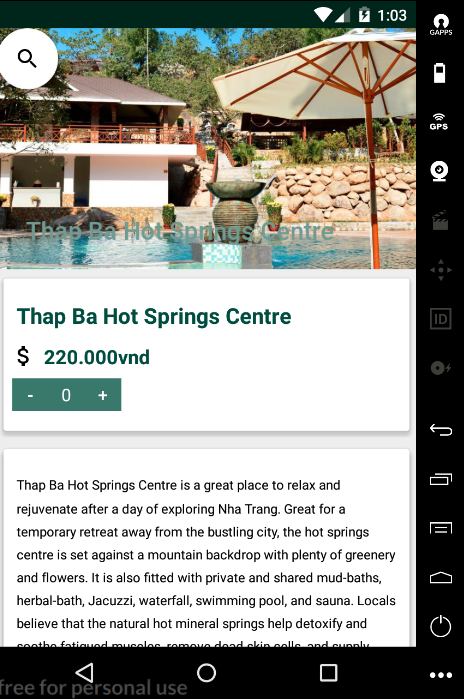 1:03
GAPPS
GPS
Thap Ba Hot Springs Centre
ID
Thap Ba Hot Springs Centre
$ 220.000vnd
- 0 +
Thap Ba Hot Springs Centre is a great place to relax and
rejuvenate after a day of exploring Nha Trang. Great for a
temporary retreat away from the bustling city, the hot springs
centre is set against a mountain backdrop with plenty of greenery
and flowers. It is also fitted with private and shared mud-baths,
herbal-bath, Jacuzzi, waterfall, swimming pool, and sauna. Locals
believe that the natural hot mineral springs help detoxify and
soothe fatigued muscles, remove dead skin cells, and supply
free for personal use